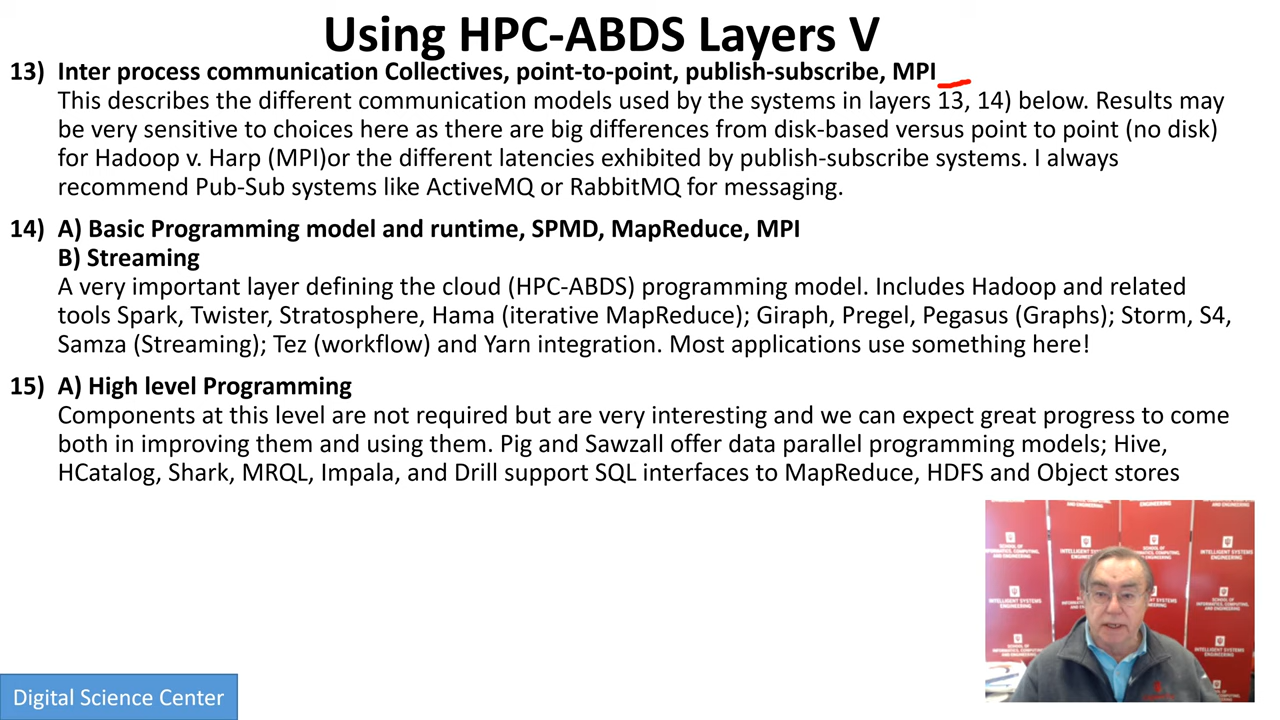 Using HPC-ABDS Layers V
13) Inter process communication Collectives, point-to-point, publish-subscribe, MPI
This describes the different communication models used by the systems in layers 13, 14) below. Results may
be very sensitive to choices here as there are big differences from disk-based versus point to point (no disk)
for Hadoop v. Harp (MPI)or the different latencies exhibited by publish-subscribe systems. I always
recommend Pub-Sub systems like ActiveMQ or RabbitMQ for messaging.
14) A) Basic Programming model and runtime, SPMD, MapReduce, MPI
B) Streaming
A very important layer defining the cloud (HPC-ABDS) programming model. Includes Hadoop and related
tools Spark, Twister, Stratosphere, Hama (iterative MapReduce); Giraph, Pregel, Pegasus (Graphs); Storm, S4,
Samza (Streaming); Tez (workflow) and Yarn integration. Most applications use something here!
15) A) High level Programming
Components at this level are not required but are very interesting and we can expect great progress to come
both in improving them and using them. Pig and Sawzall offer data parallel programming models; Hive,
HCatalog, Shark, MRQL, Impala, and Drill support SQL interfaces to MapReduce, HDFS and Object stores
SCHOOL OF
INFORMATICS, COMPUTING,
AND ENGINEERING
INTELLIGENT SYSTEMS
ENGINEERING
Digital Science Center